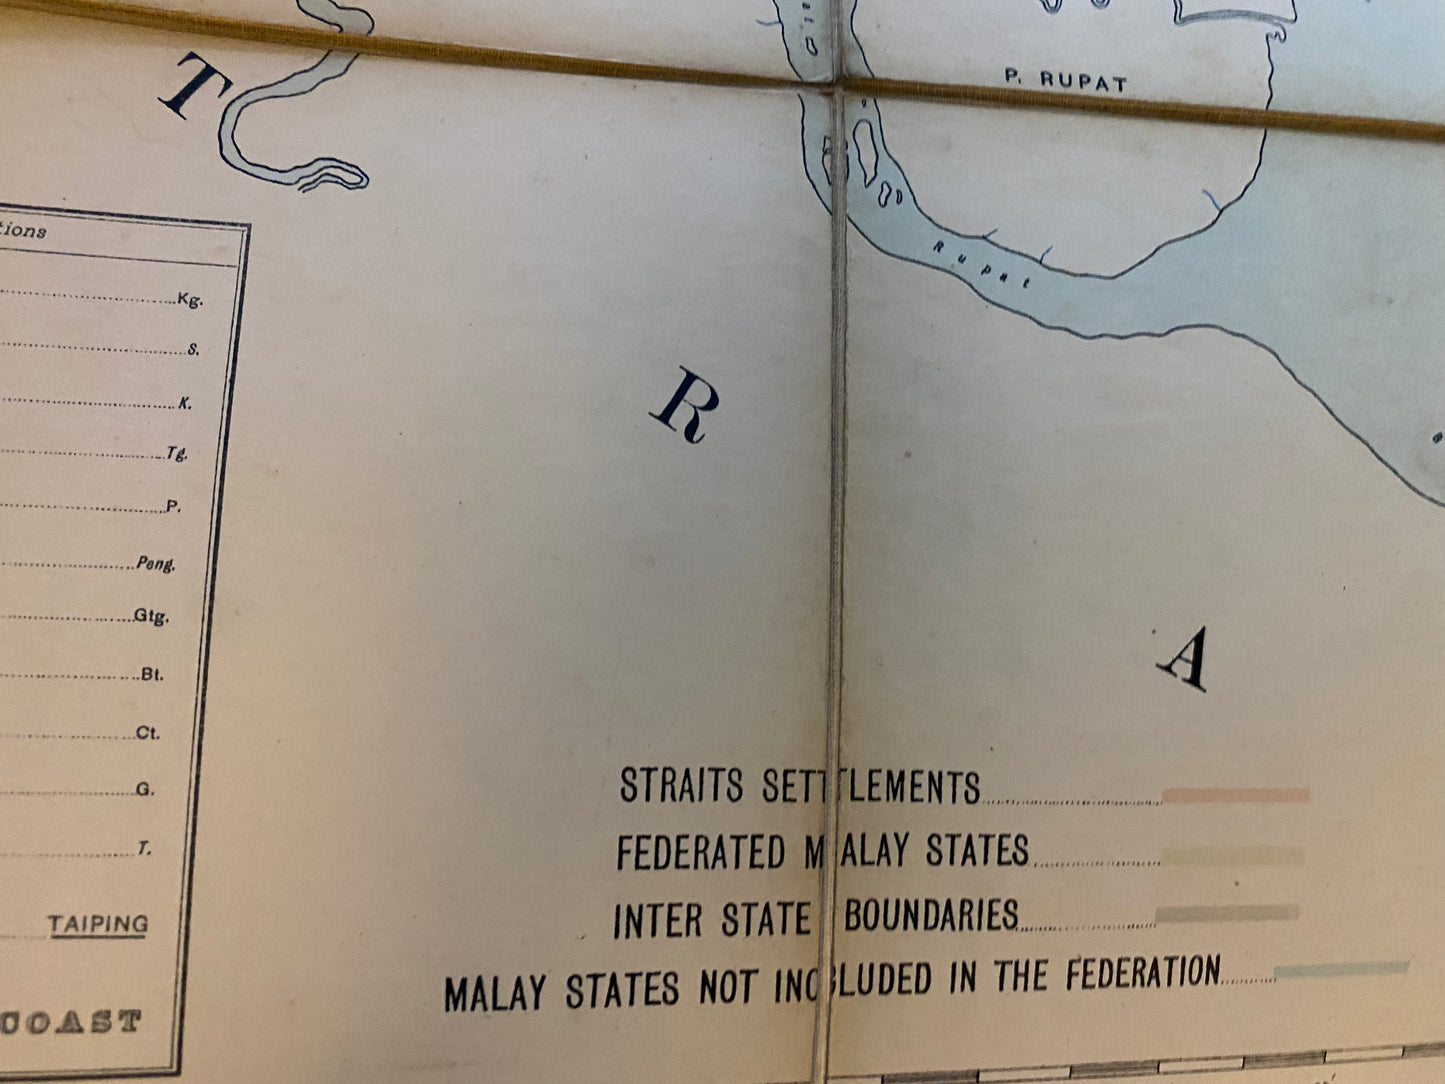 T
P. RUPAT
Rupat
R
A
tions
Kg.
S.
K.
Tg.
P.
Peng.
Gtg.
Bt.
Ct.
G.
T.
TAIPING
COAST
STRAITS SETTLEMENTS
FEDERATED MALAY STATES
INTER STATE BOUNDARIES
MALAY STATES NOT INCLUDED IN THE FEDERATION